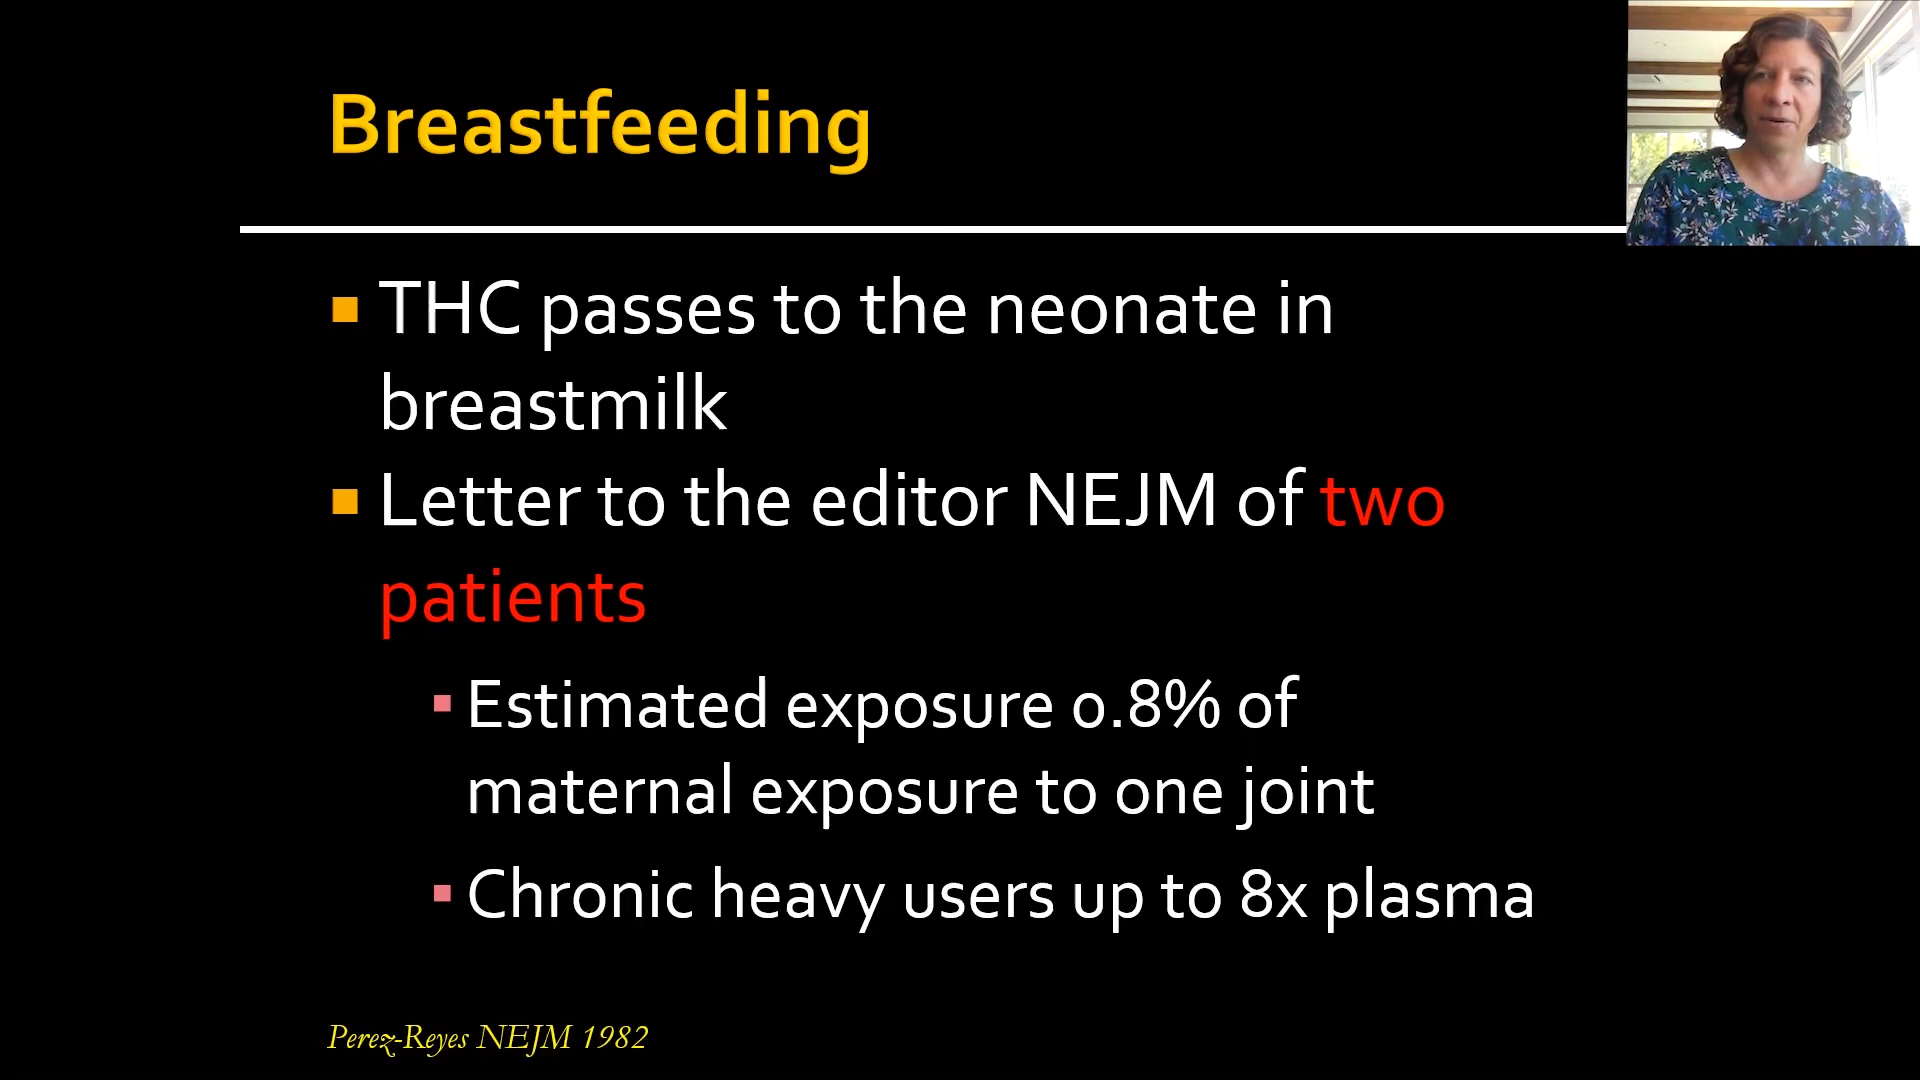 Breastfeeding
THC passes to the neonate in
breastmilk
Letter to the editor NEJM of two
patients
Estimated exposure 0.8% of
maternal exposure to one joint
Chronic heavy users up to 8x plasma
Perez-Reyes NEJM 1982